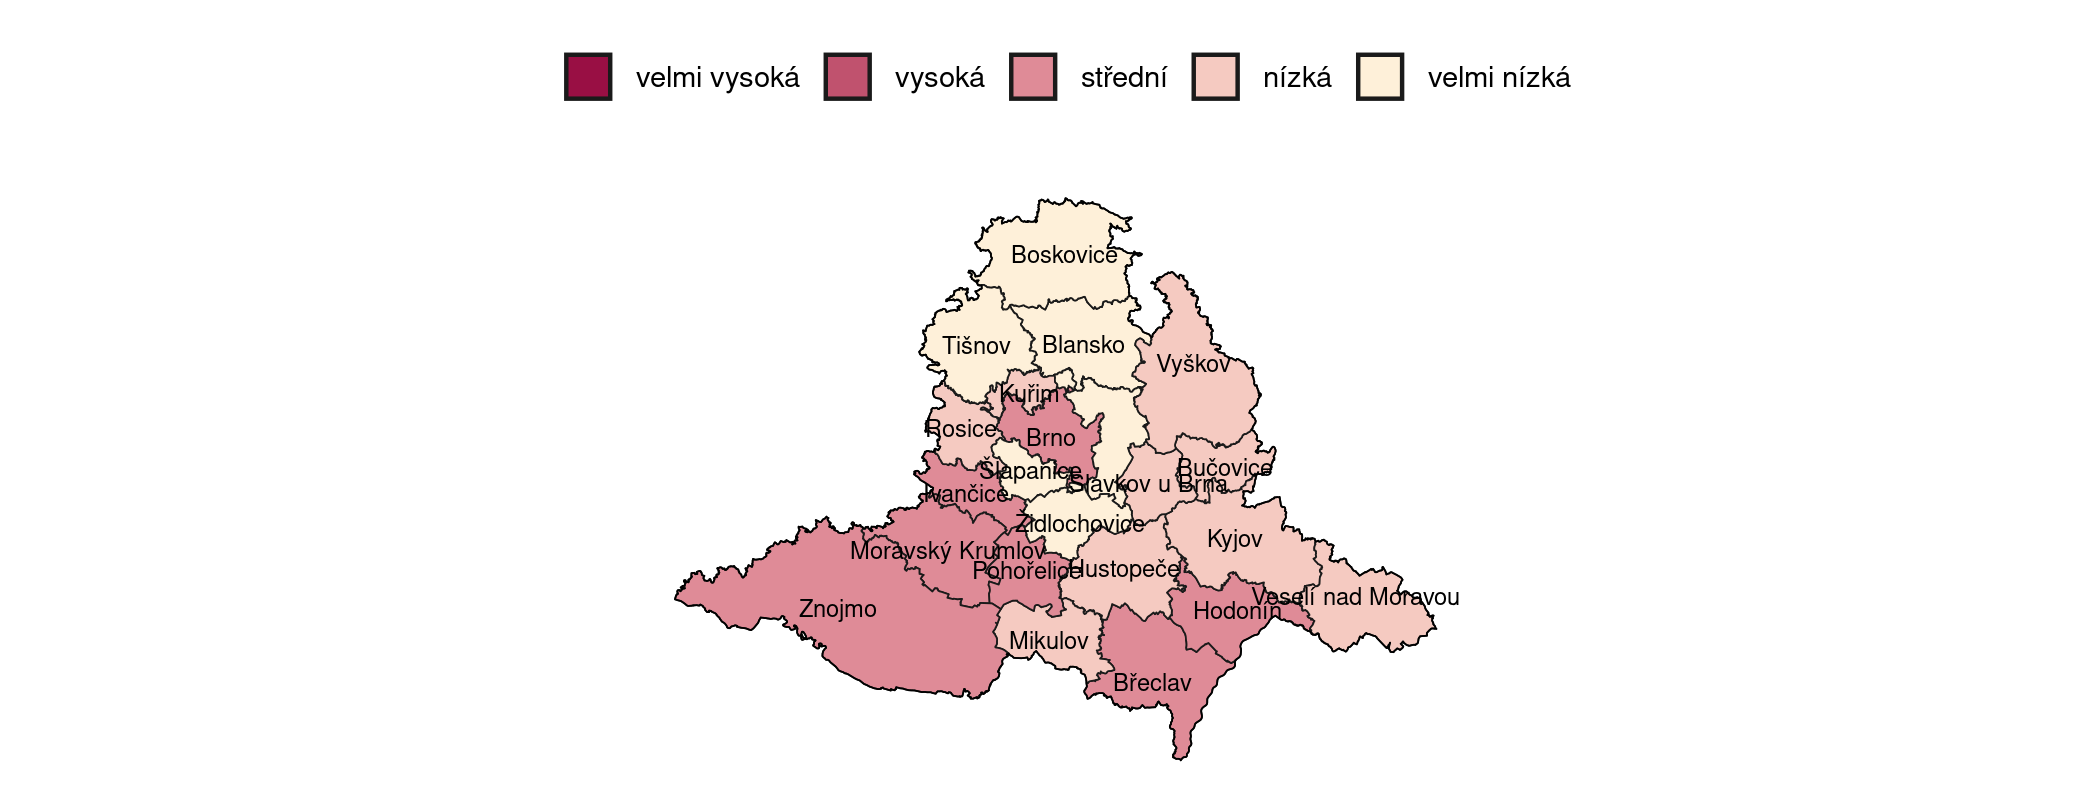 velmi vysoká
vysoká
střední
nízká
velmi nízká
Boskovice
Tišnov
Blansko
Vyškov
Kuřim
Rosice
Brno
Šlapanice
Bučovice
Slavkov u Brna
Ivančice
Židlochovice
Kyjov
Moravský Krumlov
Pohořelice
Hustopeče
Veselí nad Moravou
Znojmo
Hodonín
Mikulov
Břeclav